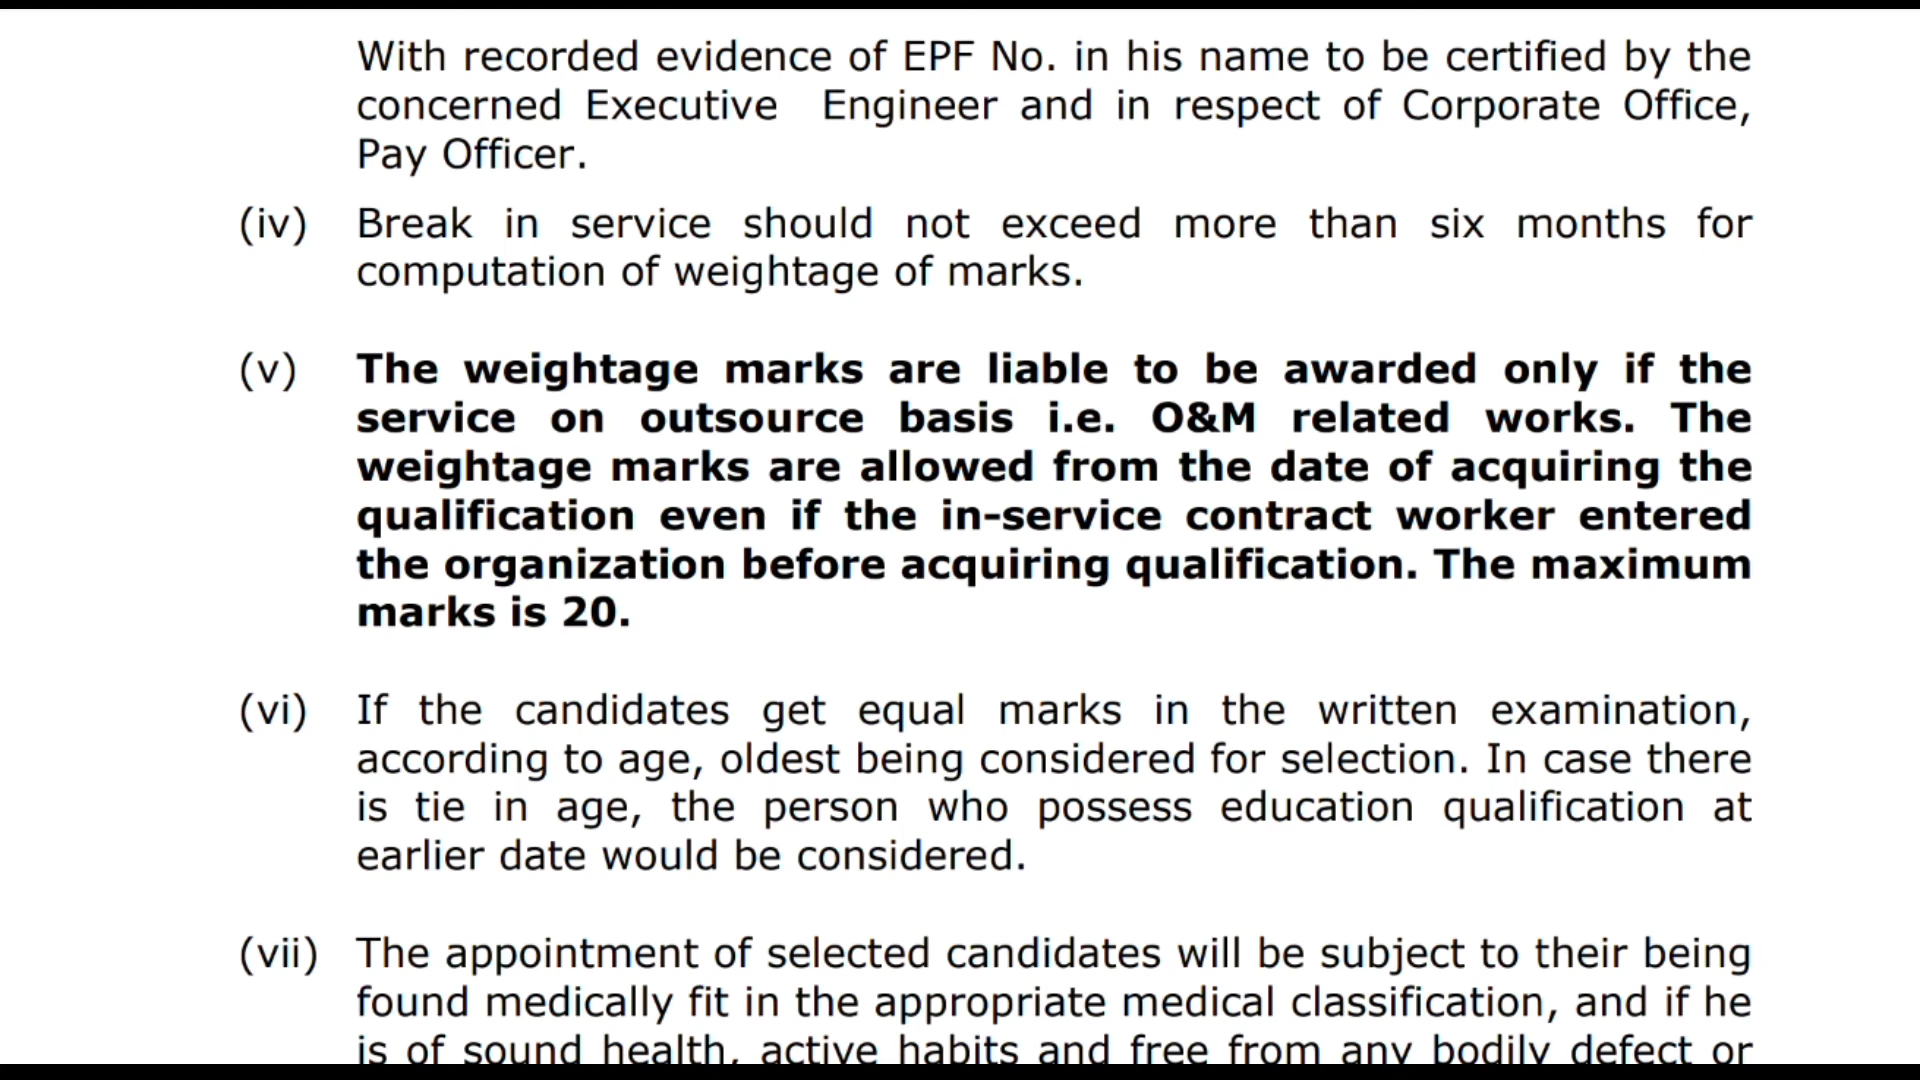 With recorded evidence of EPF No. in his name to be certified by the
concerned Executive Engineer and in respect of Corporate Office,
Pay Officer.
(iv) Break in service should not exceed more than six months for
computation of weightage of marks.
(v) The weightage marks are liable to be awarded only if the
service on outsource basis i.e. O&M related works. The
weightage marks are allowed from the date of acquiring the
qualification even if the in-service contract worker entered
the organization before acquiring qualification. The maximum
marks is 20.
(vi) If the candidates get equal marks in the written examination,
according to age, oldest being considered for selection. In case there
is tie in age, the person who possess education qualification at
earlier date would be considered.
(vii) The appointment of selected candidates will be subject to their being
found medically fit in the appropriate medical classification, and if he
is of sound health, active habits and free from any bodily defect or